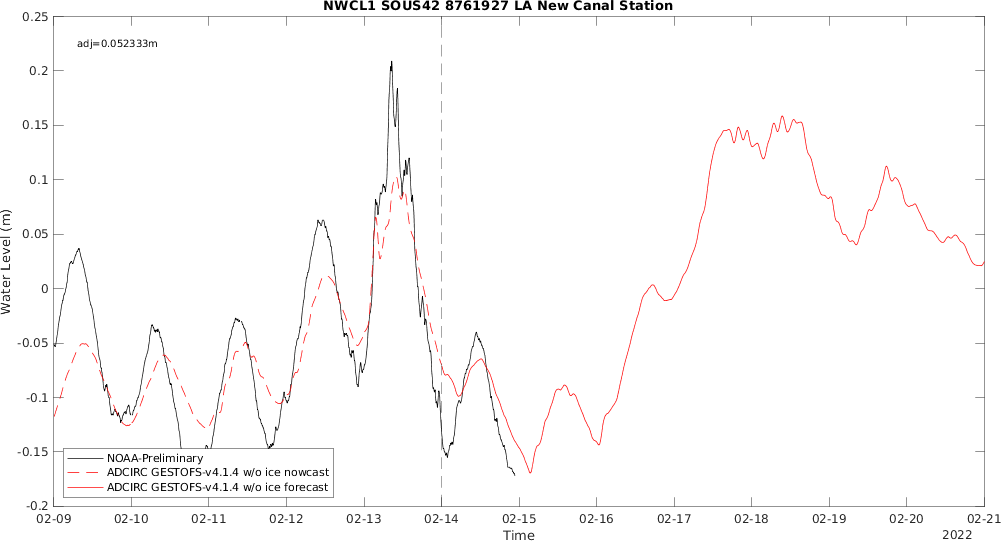 NWCL1 SOUS42 8761927 LA New Canal Station
adj=0.052333m
Water Level (m)
0.25
0.2
0.15
0.1
0.05
0
-0.05
-0.1
-0.15
-0.2
NOAA-Preliminary
ADCIRC GESTOFS-v4.1.4 w/o ice nowcast
ADCIRC GESTOFS-v4.1.4 w/o ice forecast
02-09 02-10 02-11 02-12 02-13 02-14 02-15 02-16 02-17 02-18 02-19 02-20 02-21
Time
2022